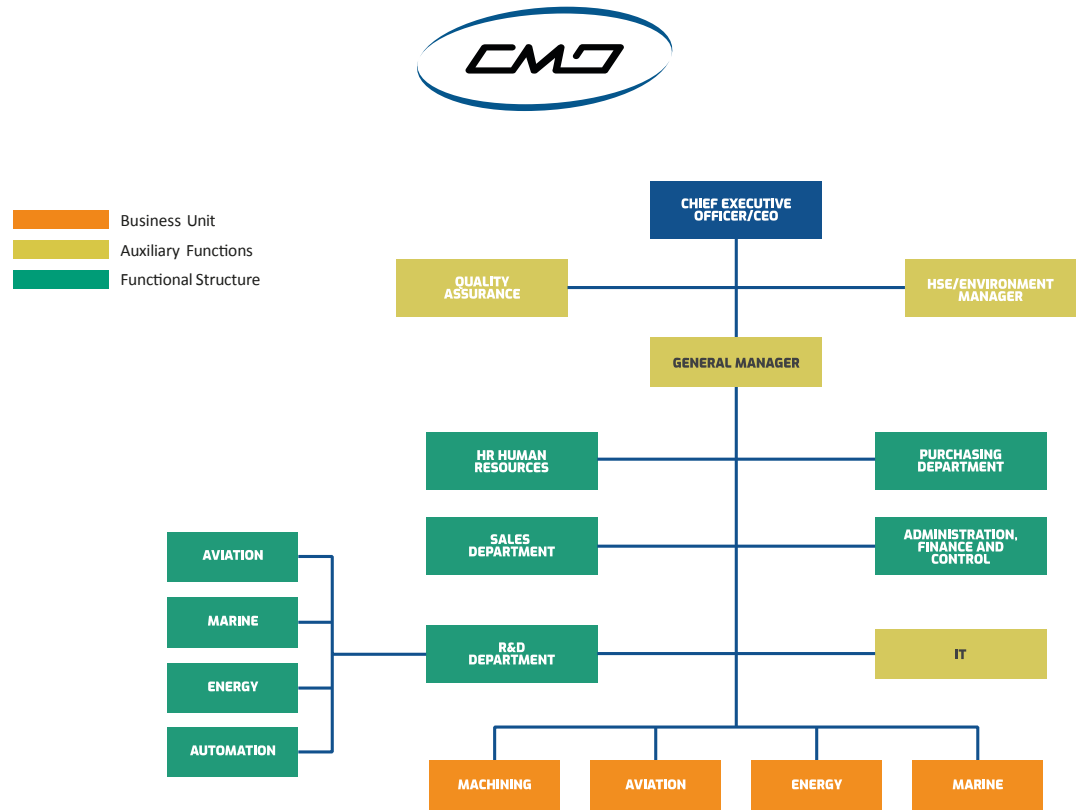 CMD
Business Unit
Auxiliary Functions
Functional Structure
CHIEF EXECUTIVE
OFFICER/CEO
QUALITY
ASSURANCE
HSE/ENVIRONMENT
MANAGER
GENERAL MANAGER
HR HUMAN
RESOURCES
PURCHASING
DEPARTMENT
SALES
DEPARTMENT
ADMINISTRATION,
FINANCE AND
CONTROL
R&D
DEPARTMENT
IT
AVIATION
MARINE
ENERGY
AUTOMATION
MACHINING
AVIATION
ENERGY
MARINE